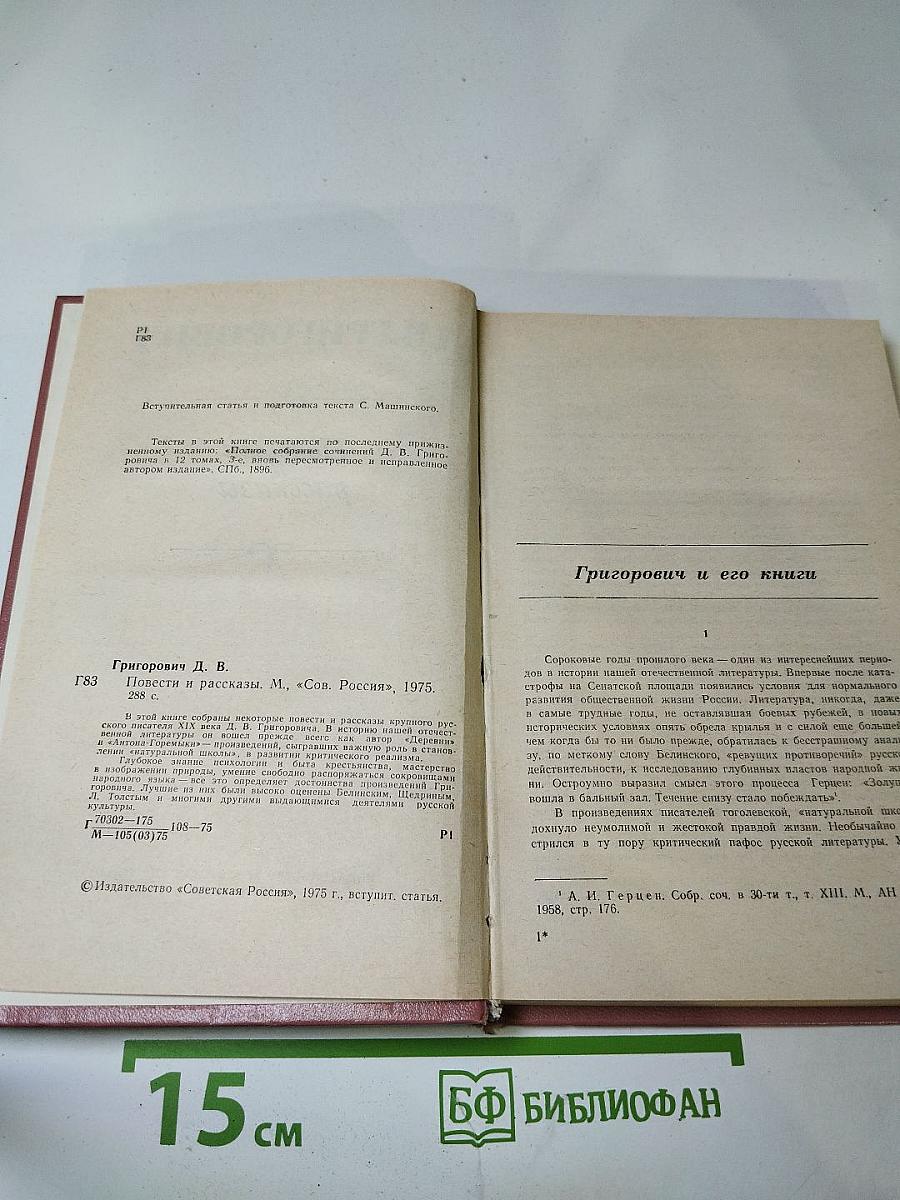 Р1
Г83
Вступительная статья и подготовка текста С. Машинского.
Тексты в этой книге печатаются по последнему прижиз-
ненному изданию: «Полное собрание сочинений Д. В. Григо-
ровича в 12 томах, 3-е, вновь пересмотренное и исправленное
автором издание». СПб., 1896.
Григорович Д. В.
Г83 Повести и рассказы. М., «Сов. Россия», 1975.
288 с.
В этой книге собраны некоторые повести и рассказы крупного рус-
ского писателя XIX века Д. В. Григоровича. В историю нашей отечест-
венной литературы он вошел прежде всего как автор «Деревни»
и «Антона-Горемыки» — произведений, сыгравших важную роль в станов-
лении «натуральной школы», в развитии критического реализма.
Глубокое знание психологии и быта крестьянства, мастерство
в изображении природы, умение свободно распоряжаться сокровищами
народного языка — все это определяет достоинства произведений Гри-
горовича. Лучшие из них были высоко оценены Белинским, Щедриным,
Л. Толстым и многими другими выдающимися деятелями русской
культуры.
Г 70302—175
М—105(03)75 108—75
Р1
© Издательство «Советская Россия», 1975 г., вступит. статья.
Григорович и его книги
1
Сороковые годы прошлого века — один из интереснейших перио-
дов в истории нашей отечественной литературы. Впервые после ката-
строфы на Сенатской площади появились условия для нормального
развития общественной жизни России. Литература, никогда, даже
в самые трудные годы, не оставлявшая боевых рубежей, в новых
исторических условиях опять обрела крылья и с силой еще большей,
чем когда бы то ни было прежде, обратилась к бесстрашному анали-
зу, по меткому слову Белинского, «ревущих противоречий» русской
действительности, к исследованию глубинных пластов народной жиз
ни. Остроумно выразил смысл этого процесса Герцен: «Золуш
вошла в бальный зал. Течение снизу стало побеждать»¹.
В произведениях писателей гоголевской, «натуральной шко
дохнуло неумолимой и жестокой правдой жизни. Необычайно
стрился в ту пору критический пафос русской литературы. У
¹ А. И. Герцен. Собр. соч. в 30-ти т., т. XIII. М., АН
1958, стр. 176.
1*
15 см
БФ БИБЛИОФАН